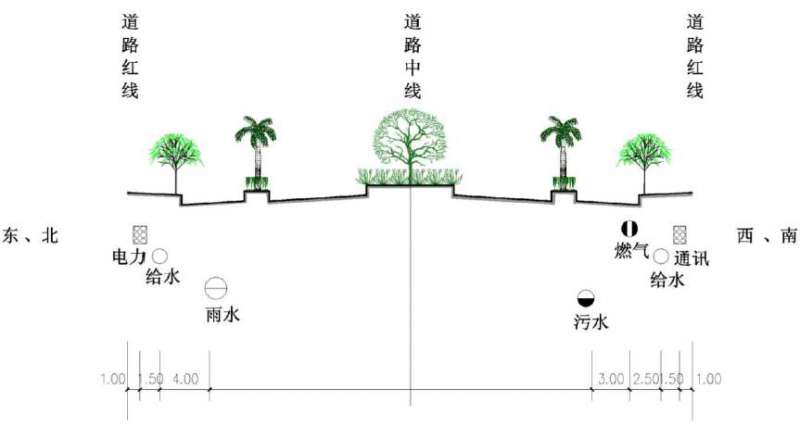 道路红线
道路中线
道路红线
东、北
西、南
电力
给水
雨水
燃气
通讯
给水
污水
1.00 1.50 4.00
3.00 2.50 1.50 1.00